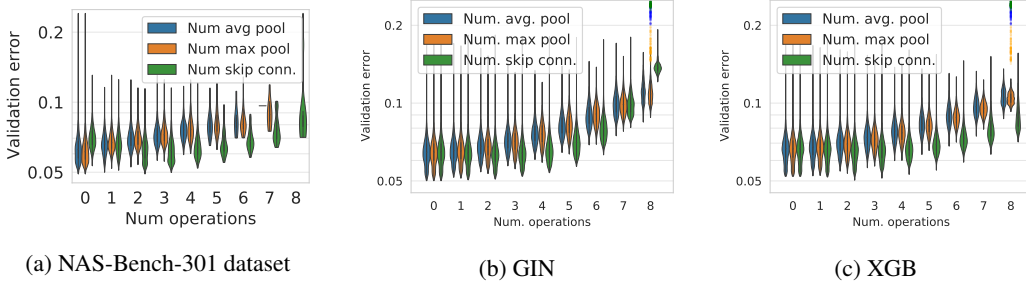 Validation error
0.2
0.1
0.05
Num avg pool
Num max pool
Num skip conn.
0 1 2 3 4 5 6 7 8
Num operations
(a) NAS-Bench-301 dataset
Validation error
0.2
0.1
0.05
Num. avg. pool
Num. max pool
Num. skip conn.
0 1 2 3 4 5 6 7 8
Num. operations
(b) GIN
Validation error
0.2
0.1
0.05
Num. avg. pool
Num. max pool
Num. skip conn.
0 1 2 3 4 5 6 7 8
Num. operations
(c) XGB